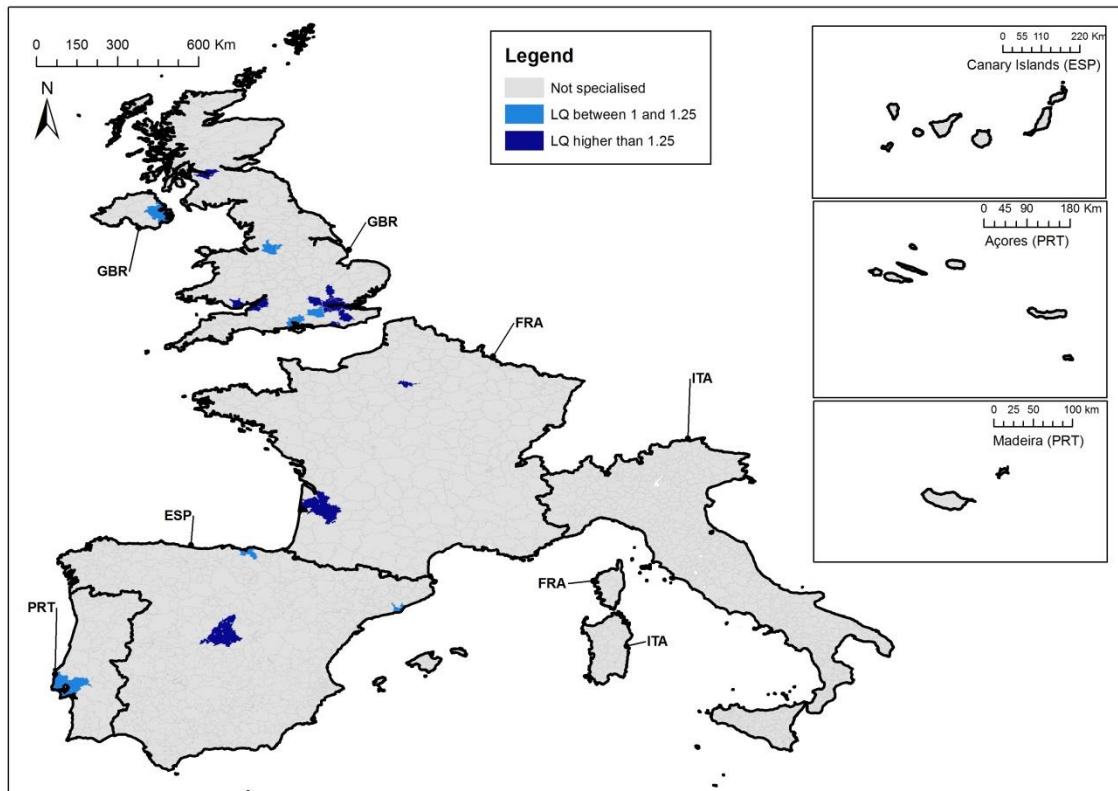 0 150 300 600 Km
N
Legend
Not specialised
LQ between 1 and 1.25
LQ higher than 1.25
GBR
GBR
FRA
ITA
ESP
FRA
PRT
ITA
0 55 110 220 Km
Canary Islands (ESP)
0 45 90 180 Km
Açores (PRT)
0 25 50 100 Km
Madeira (PRT)